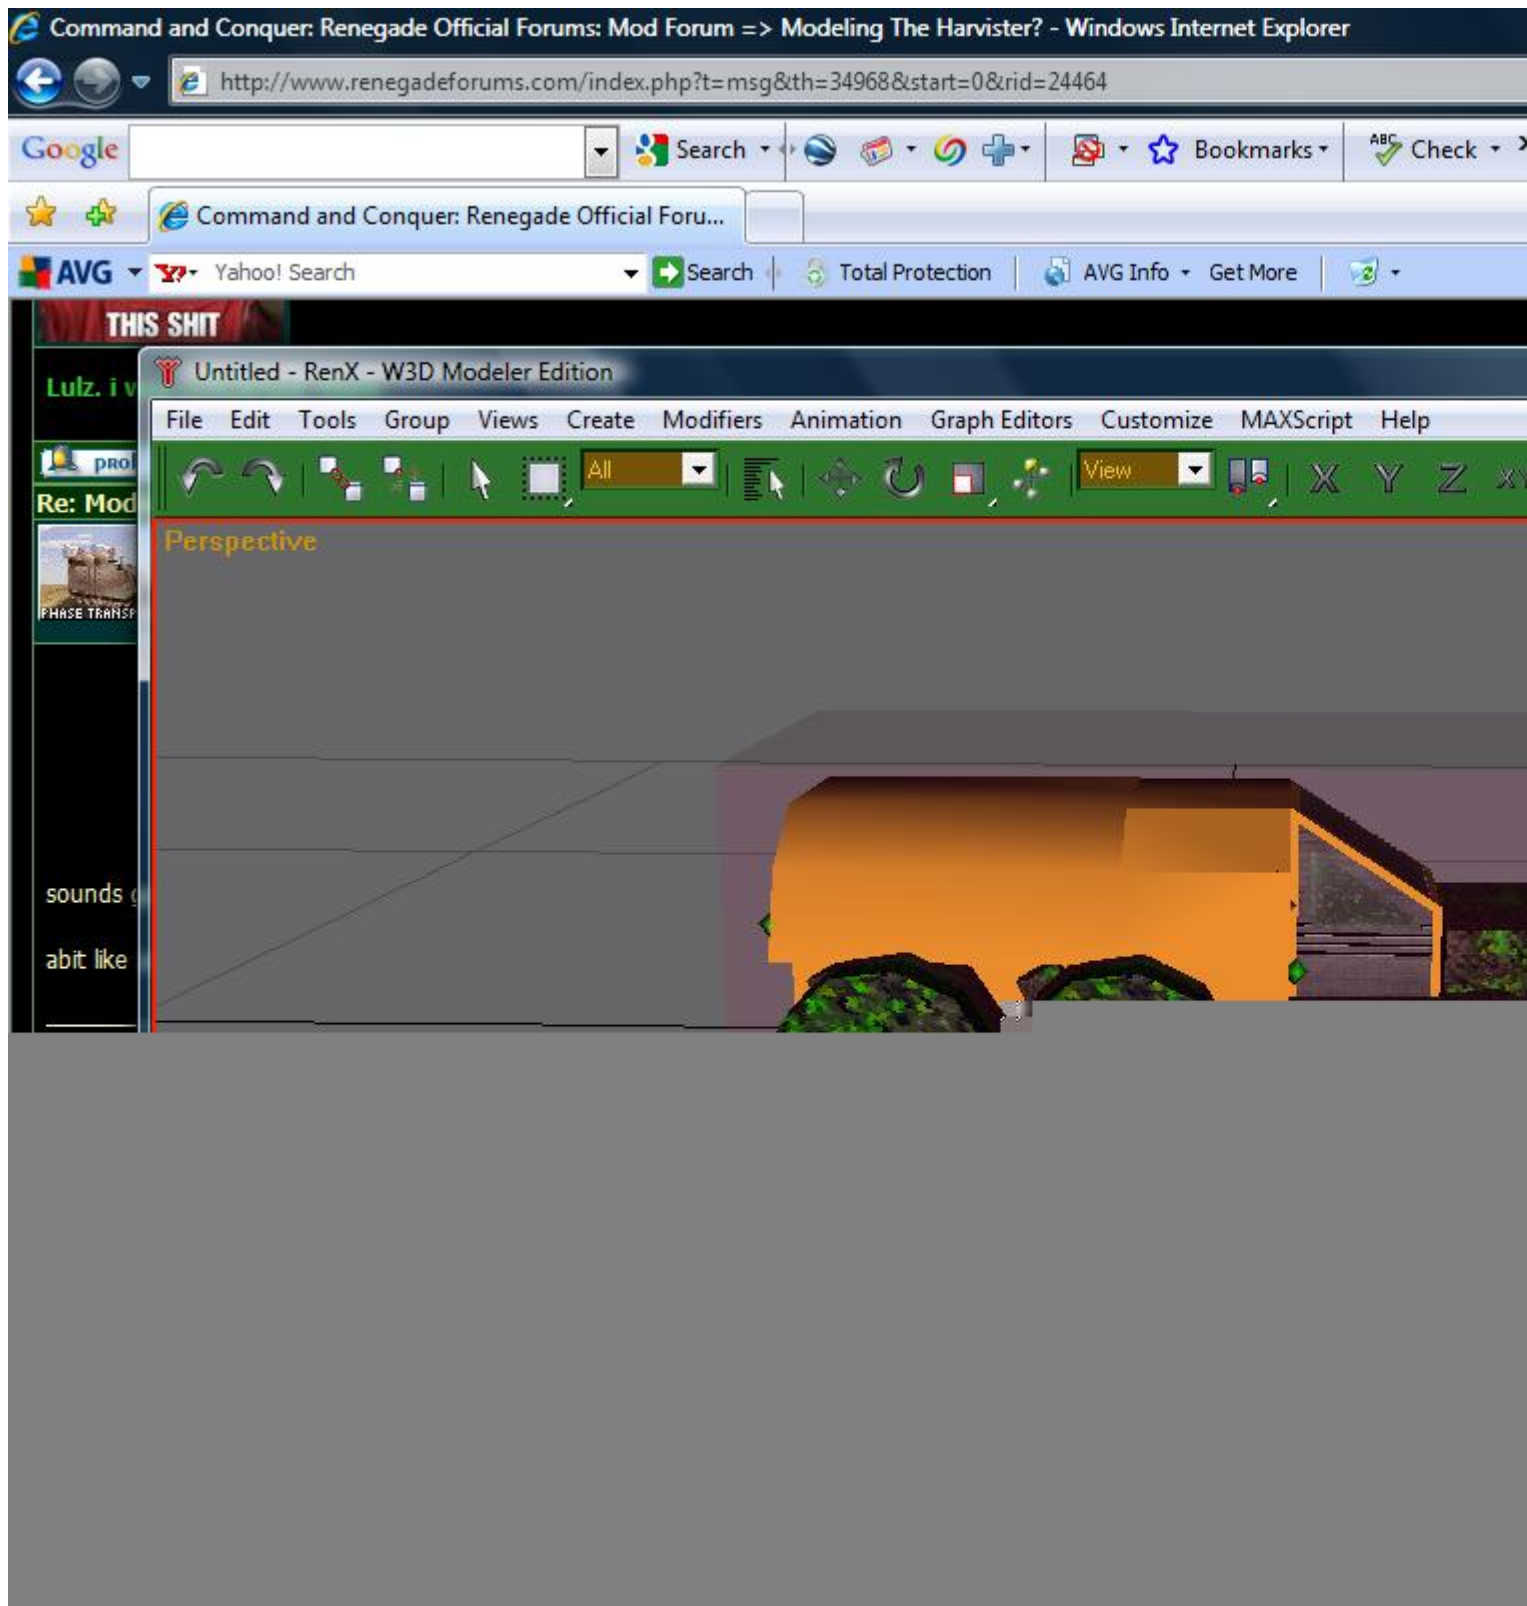 Command and Conquer: Renegade Official Forums: Mod Forum => Modeling The Harvister? - Windows Internet Explorer
http://www.renegadeforums.com/index.php?t=msg&th=34968&start=0&rid=24464
Google Search Bookmarks ABC Check
Command and Conquer: Renegade Official Foru...
AVG Y! Yahoo! Search Search Total Protection AVG Info Get More
THIS SHIT
Untitled - RenX - W3D Modeler Edition
Lulz. i v
File Edit Tools Group Views Create Modifiers Animation Graph Editors Customize MAXScript Help
All View X Y Z XY
Re: Mod
Perspective
PHASE TRANSP
sounds
abit like